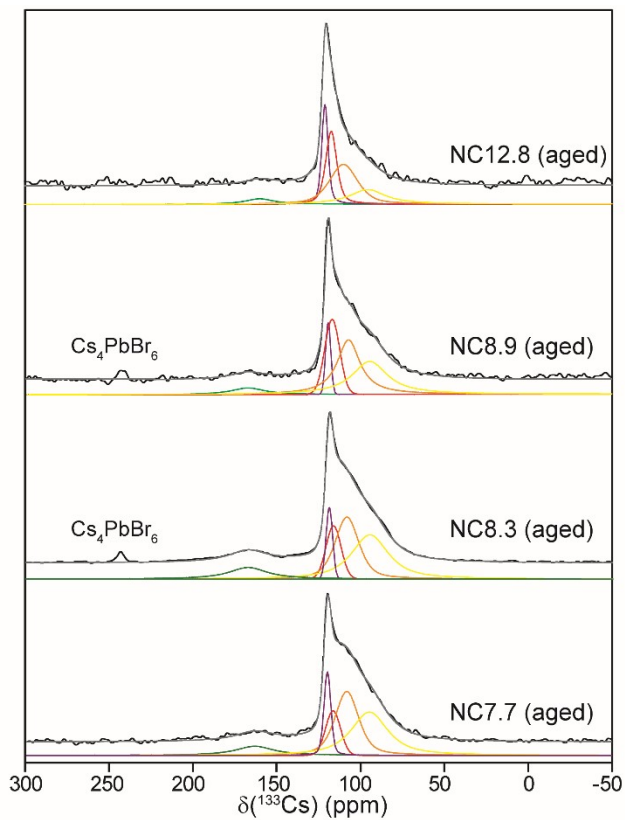 NC12.8 (aged)
Cs₄PbBr₆
NC8.9 (aged)
Cs₄PbBr₆
NC8.3 (aged)
NC7.7 (aged)
300 250 200 150 100 50 0 -50
δ(¹³³Cs) (ppm)